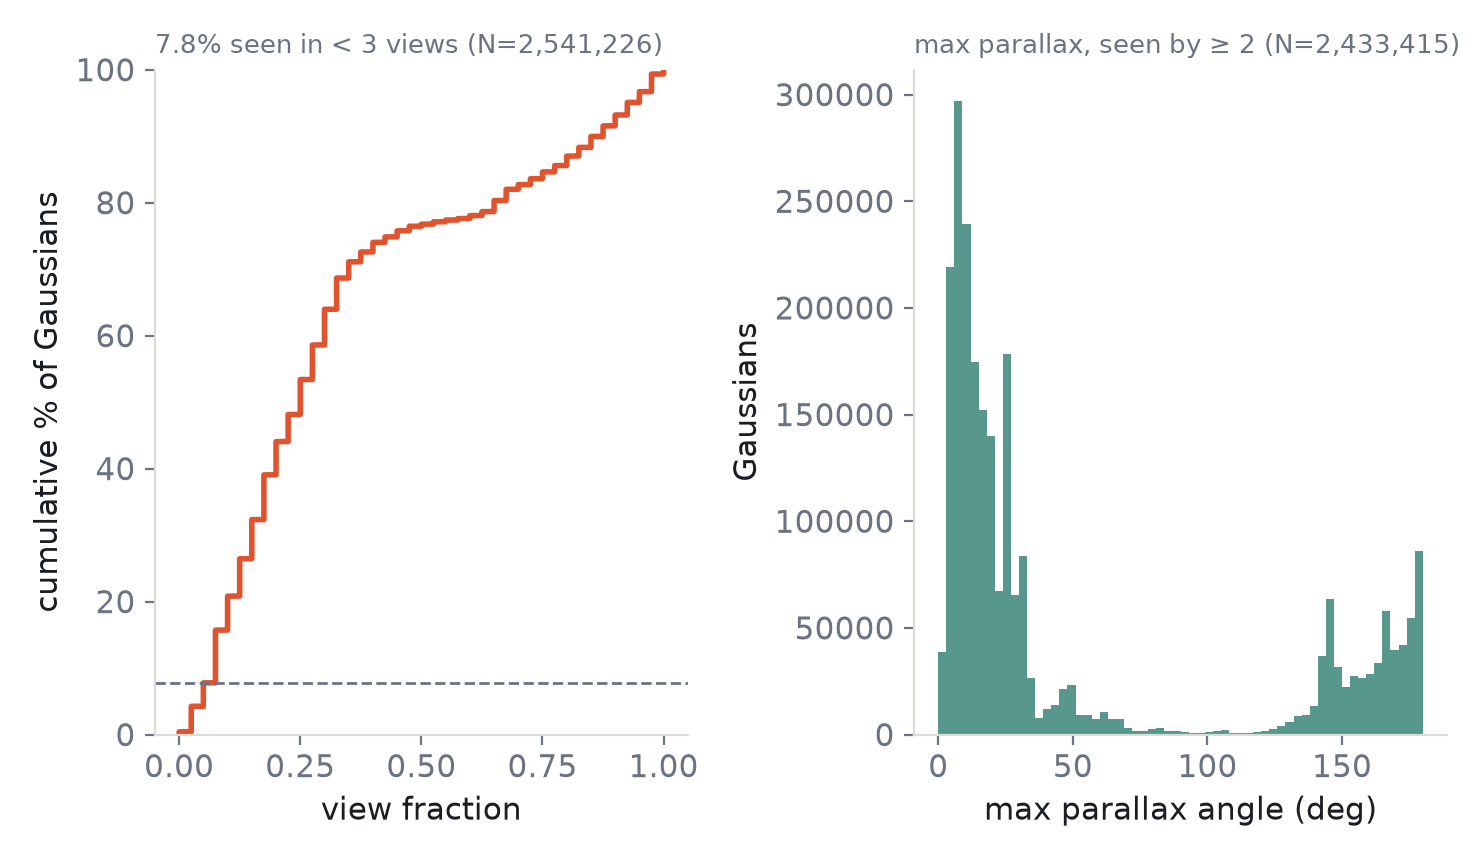 7.8% seen in < 3 views (N=2,541,226)
100
80
60
40
20
0
cumulative % of Gaussians
0.00 0.25 0.50 0.75 1.00
view fraction
max parallax, seen by ≥ 2 (N=2,433,415)
300000
250000
200000
150000
100000
50000
0
Gaussians
0 50 100 150
max parallax angle (deg)